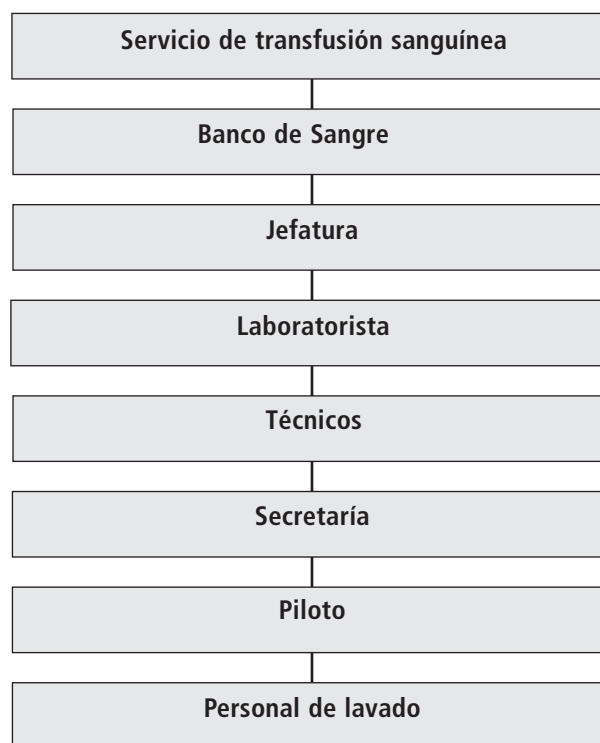 Servicio de transfusión sanguínea
Banco de Sangre
Jefatura
Laboratorista
Técnicos
Secretaría
Piloto
Personal de lavado